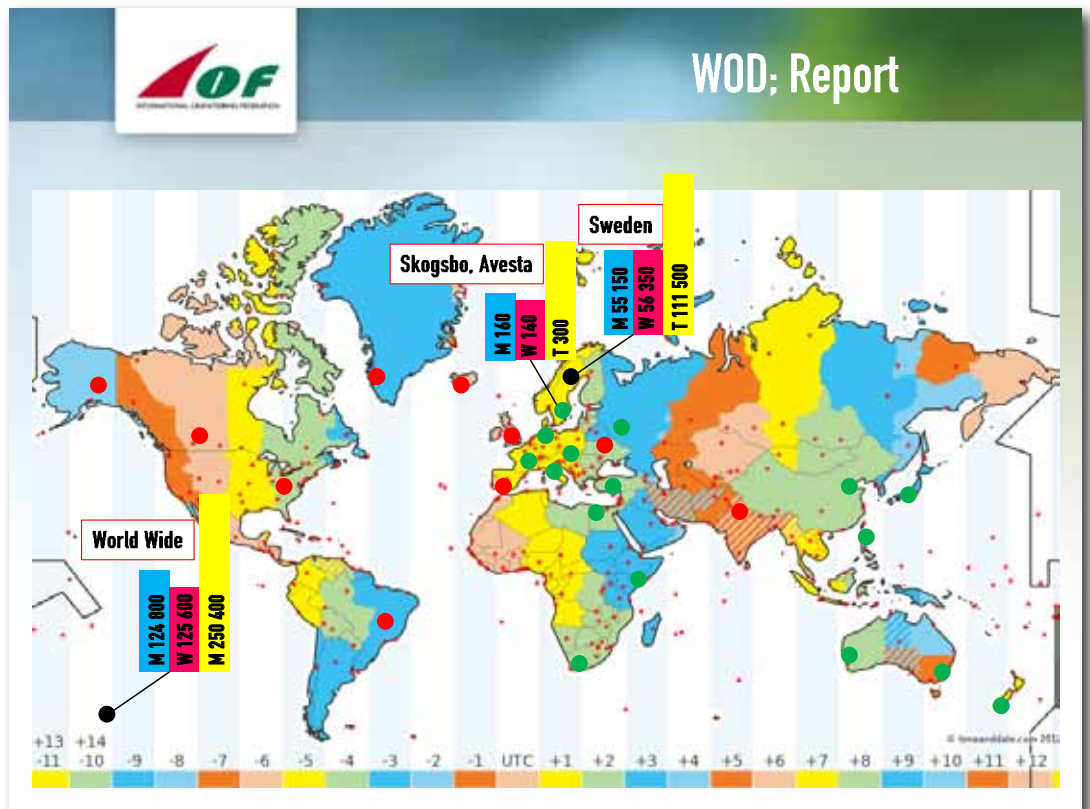 IOF
INTERNATIONAL ORIENTEERING FEDERATION
WOD; Report
Sweden
Skogsbo, Avesta
M 55 150
W 56 350
T 111 500
M 160
W 140
T 300
World Wide
M 124 800
W 125 600
M 250 400
+13 +14
-11 -10 -9 -8 -7 -6 -5 -4 -3 -2 -1 UTC +1 +2 +3 +4 +5 +6 +7 +8 +9 +10 +11 +12